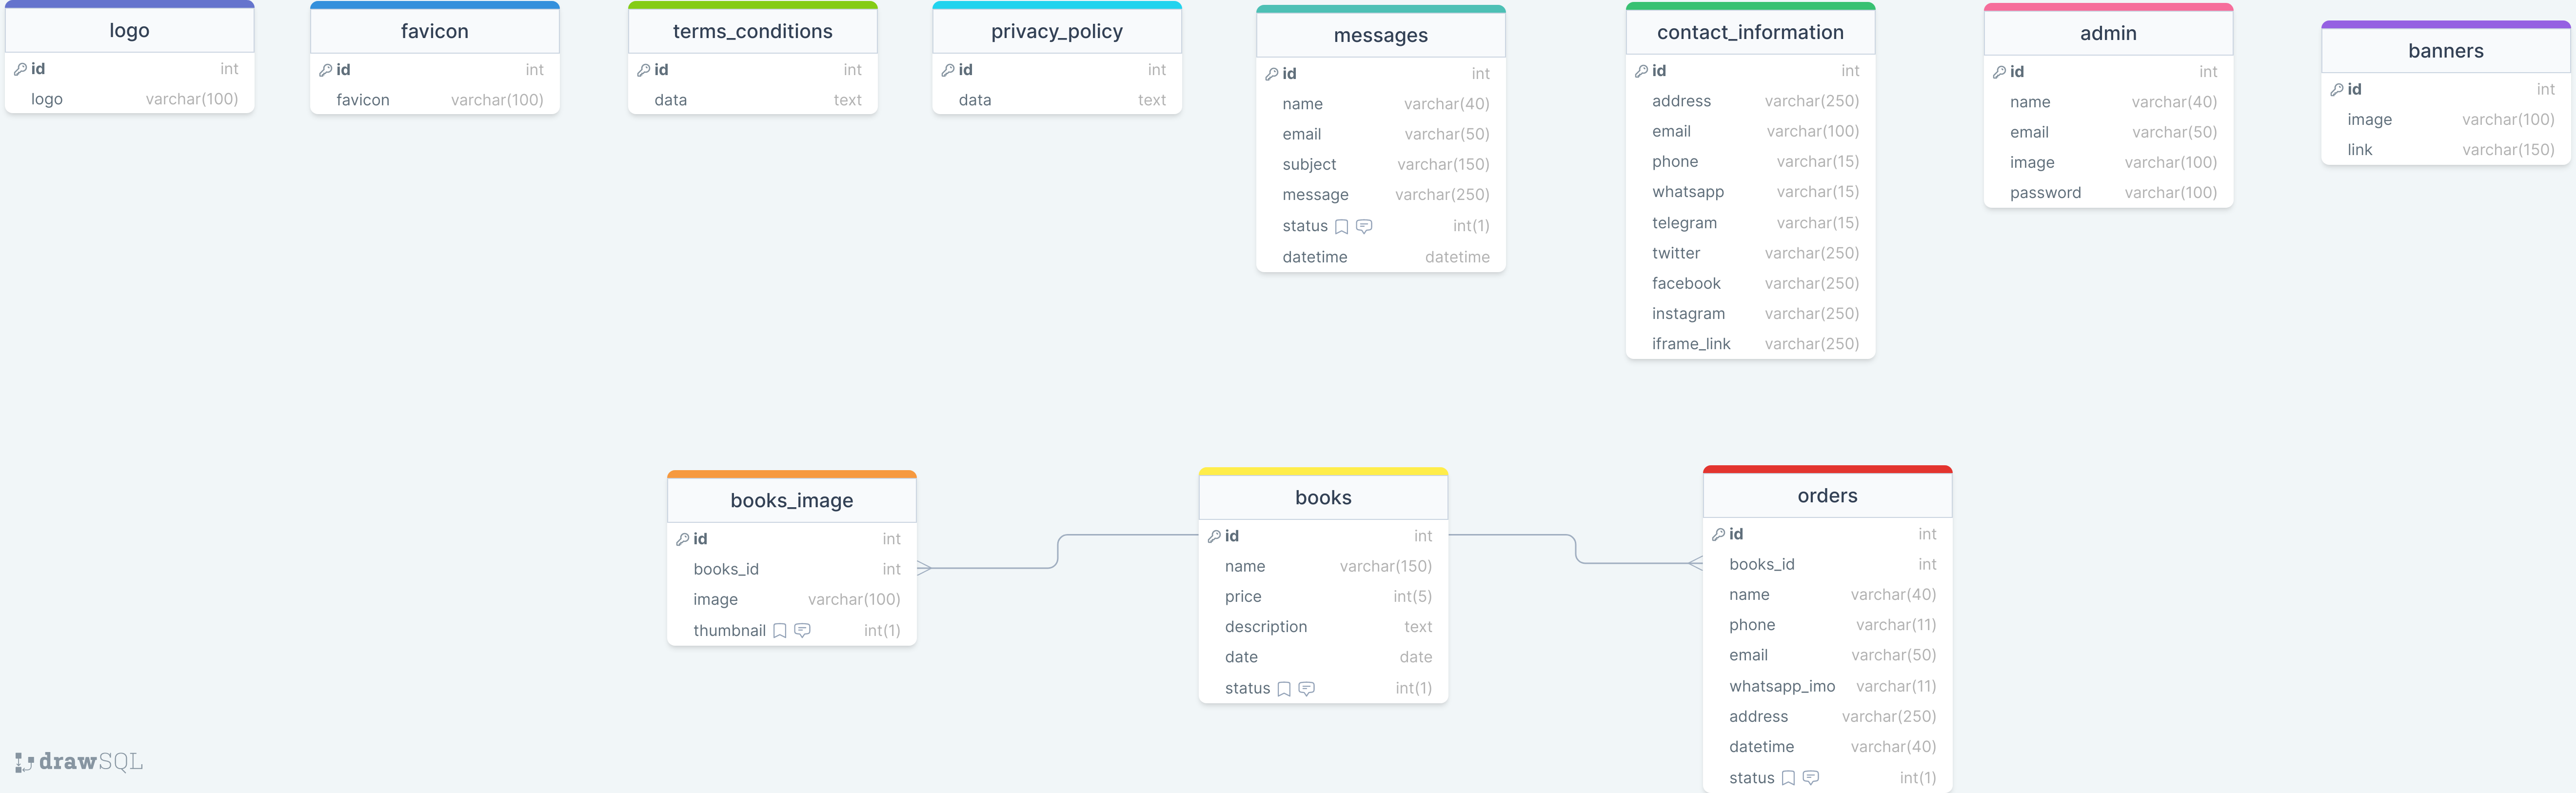 logo
id int
logo varchar(100)
favicon
id int
favicon varchar(100)
terms_conditions
id int
data text
privacy_policy
id int
data text
messages
id int
name varchar(40)
email varchar(50)
subject varchar(150)
message varchar(250)
status int(1)
datetime datetime
contact_information
id int
address varchar(250)
email varchar(100)
phone varchar(15)
whatsapp varchar(15)
telegram varchar(15)
twitter varchar(250)
facebook varchar(250)
instagram varchar(250)
iframe_link varchar(250)
admin
id int
name varchar(40)
email varchar(50)
image varchar(100)
password varchar(100)
banners
id int
image varchar(100)
link varchar(150)
books_image
id int
books_id int
image varchar(100)
thumbnail int(1)
books
id int
name varchar(150)
price int(5)
description text
date date
status int(1)
orders
id int
books_id int
name varchar(40)
phone varchar(11)
email varchar(50)
whatsapp_imo varchar(11)
address varchar(250)
datetime varchar(40)
status int(1)
drawSQL